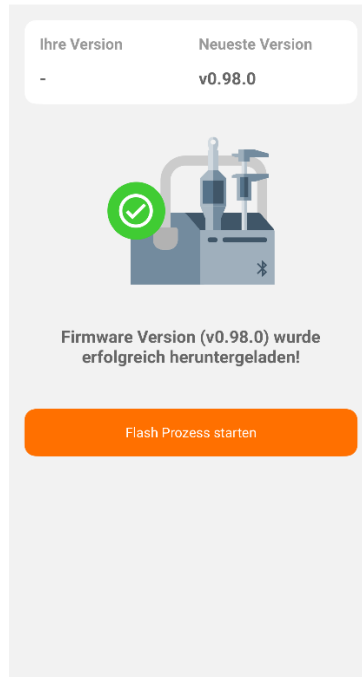 Ihre Version Neueste Version
- v0.98.0
Firmware Version (v0.98.0) wurde
erfolgreich heruntergeladen!
Flash Prozess starten